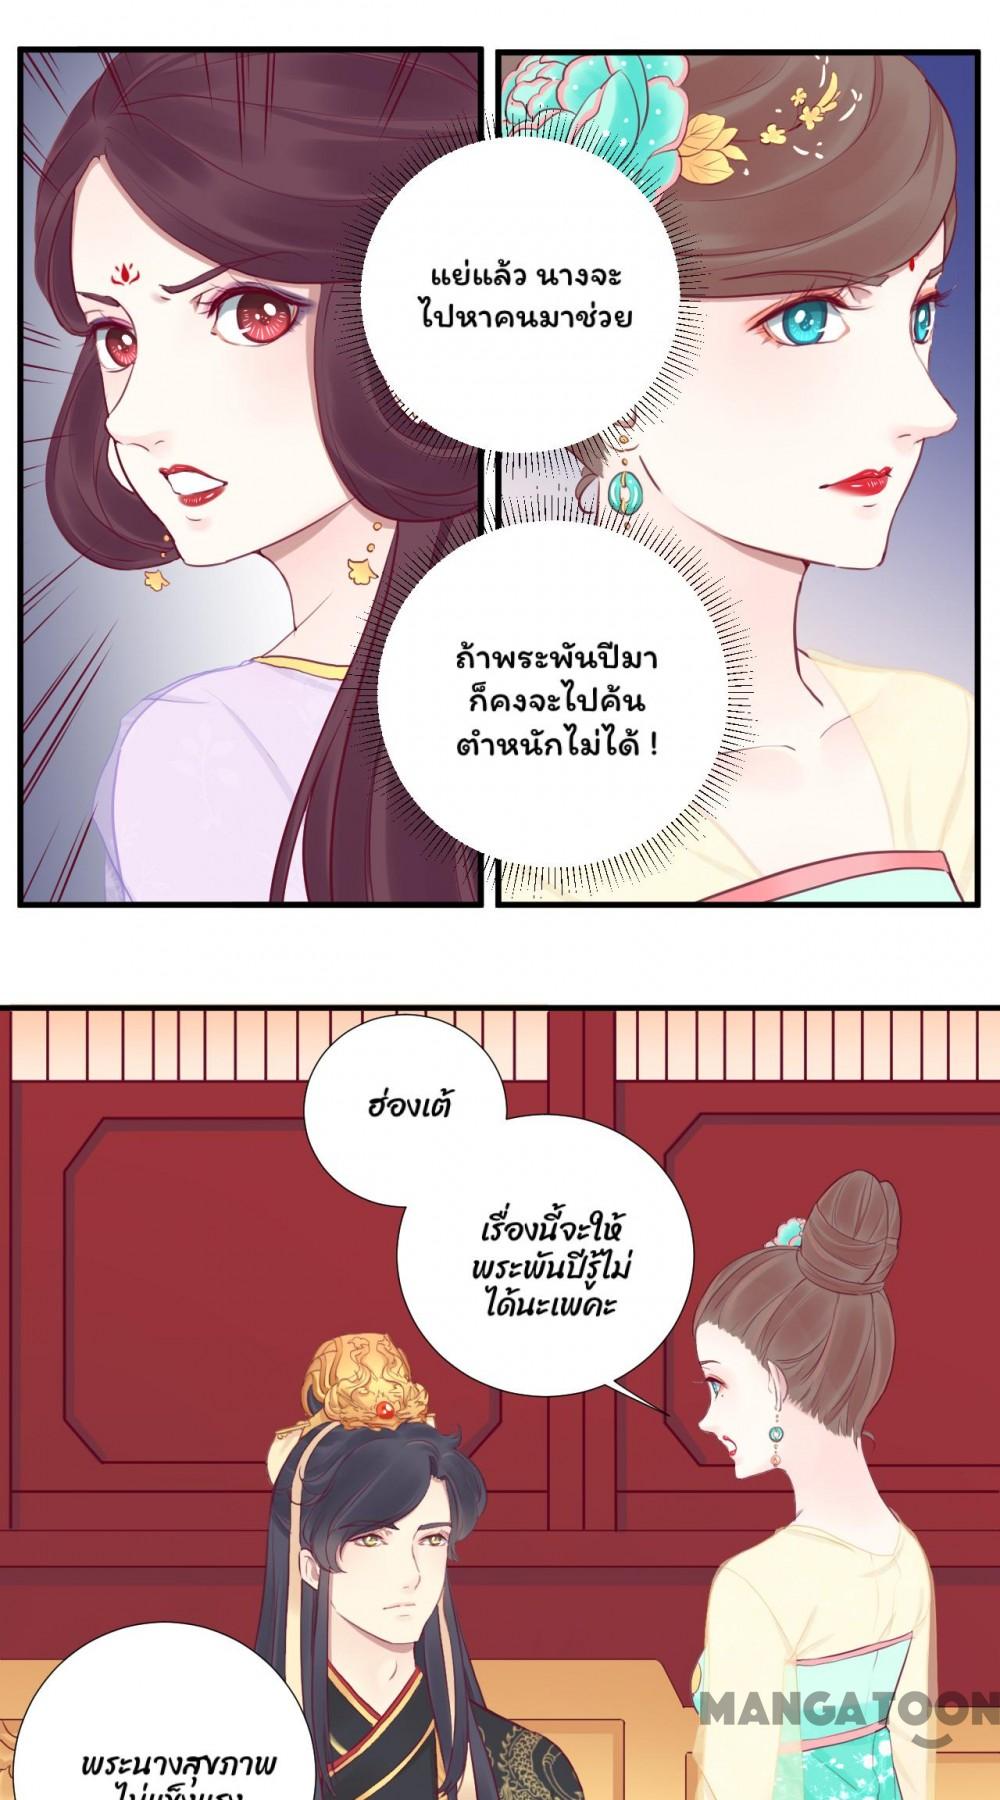 แย่แล้ว นางจะ
ไปหาคนมาช่วย
ถ้าพระพันปีมา
ก็คงจะไปค้น
ตำหนักไม่ได้ !
ฮ่องเต้
เรื่องนี้จะให้
พระพันปีรู้ไม่
ได้นะเพคะ
พระนางสุขภาพ
MANGATOON